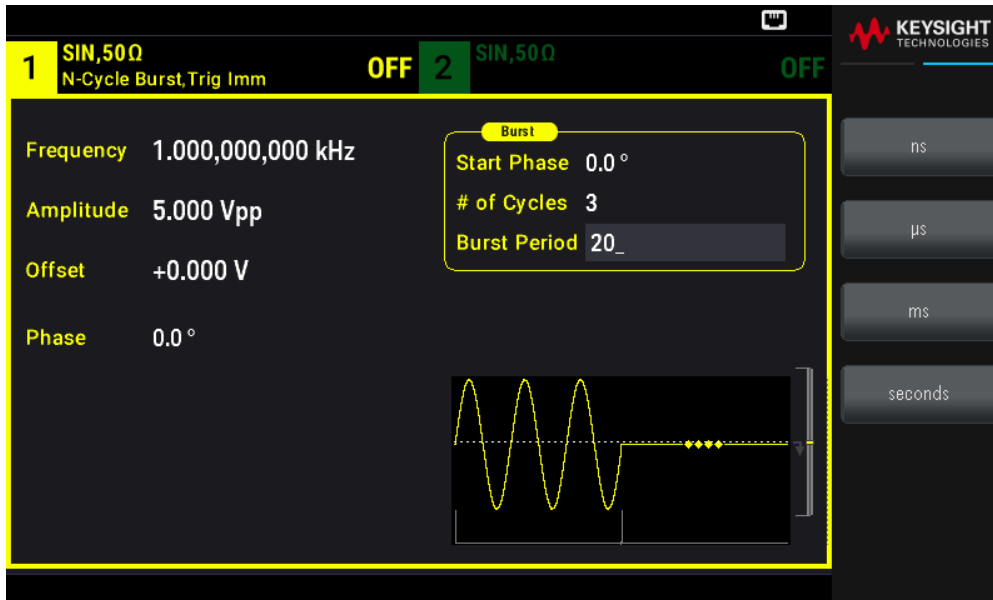 KEYSIGHT
TECHNOLOGIES
1 SIN,50Ω
N-Cycle Burst,Trig Imm OFF
2 SIN,50Ω OFF
Frequency 1.000,000,000 kHz
Amplitude 5.000 Vpp
Offset +0.000 V
Phase 0.0 °
Burst
Start Phase 0.0 °
# of Cycles 3
Burst Period 20_
ns
µs
ms
seconds